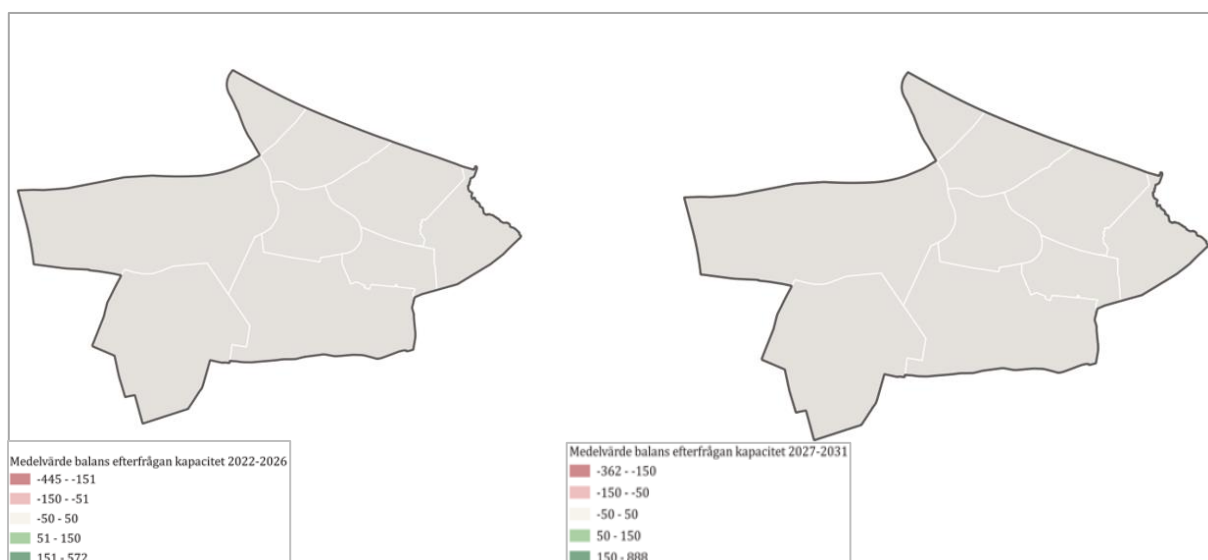 Medelvärde balans efterfrågan kapacitet 2022-2026
-445 - -151
-150 - -51
-50 - 50
51 - 150
151 - 572
Medelvärde balans efterfrågan kapacitet 2027-2031
-362 - -150
-150 - -50
-50 - 50
50 - 150
150 - 888